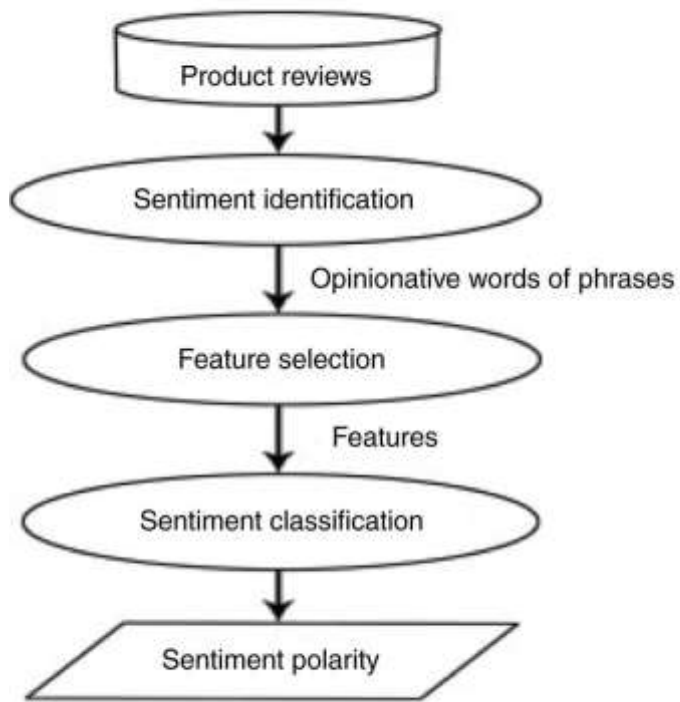 Product reviews
Sentiment identification
Opinionative words of phrases
Feature selection
Features
Sentiment classification
Sentiment polarity